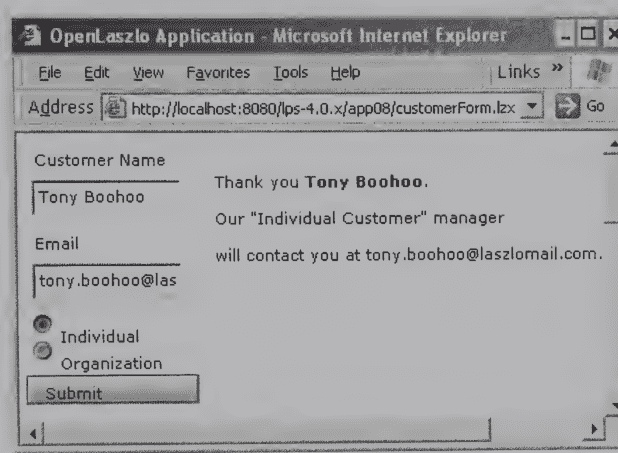 OpenLaszlo Application - Microsoft Internet Explorer
File Edit View Favorites Tools Help Links »
Address http://localhost:8080/lps-4.0.x/app08/customerForm.lzx Go
Customer Name
Tony Boohoo
Email
tony.boohoo@las
Individual
Organization
Submit
Thank you Tony Boohoo.
Our "Individual Customer" manager
will contact you at tony.boohoo@laszlomail.com.